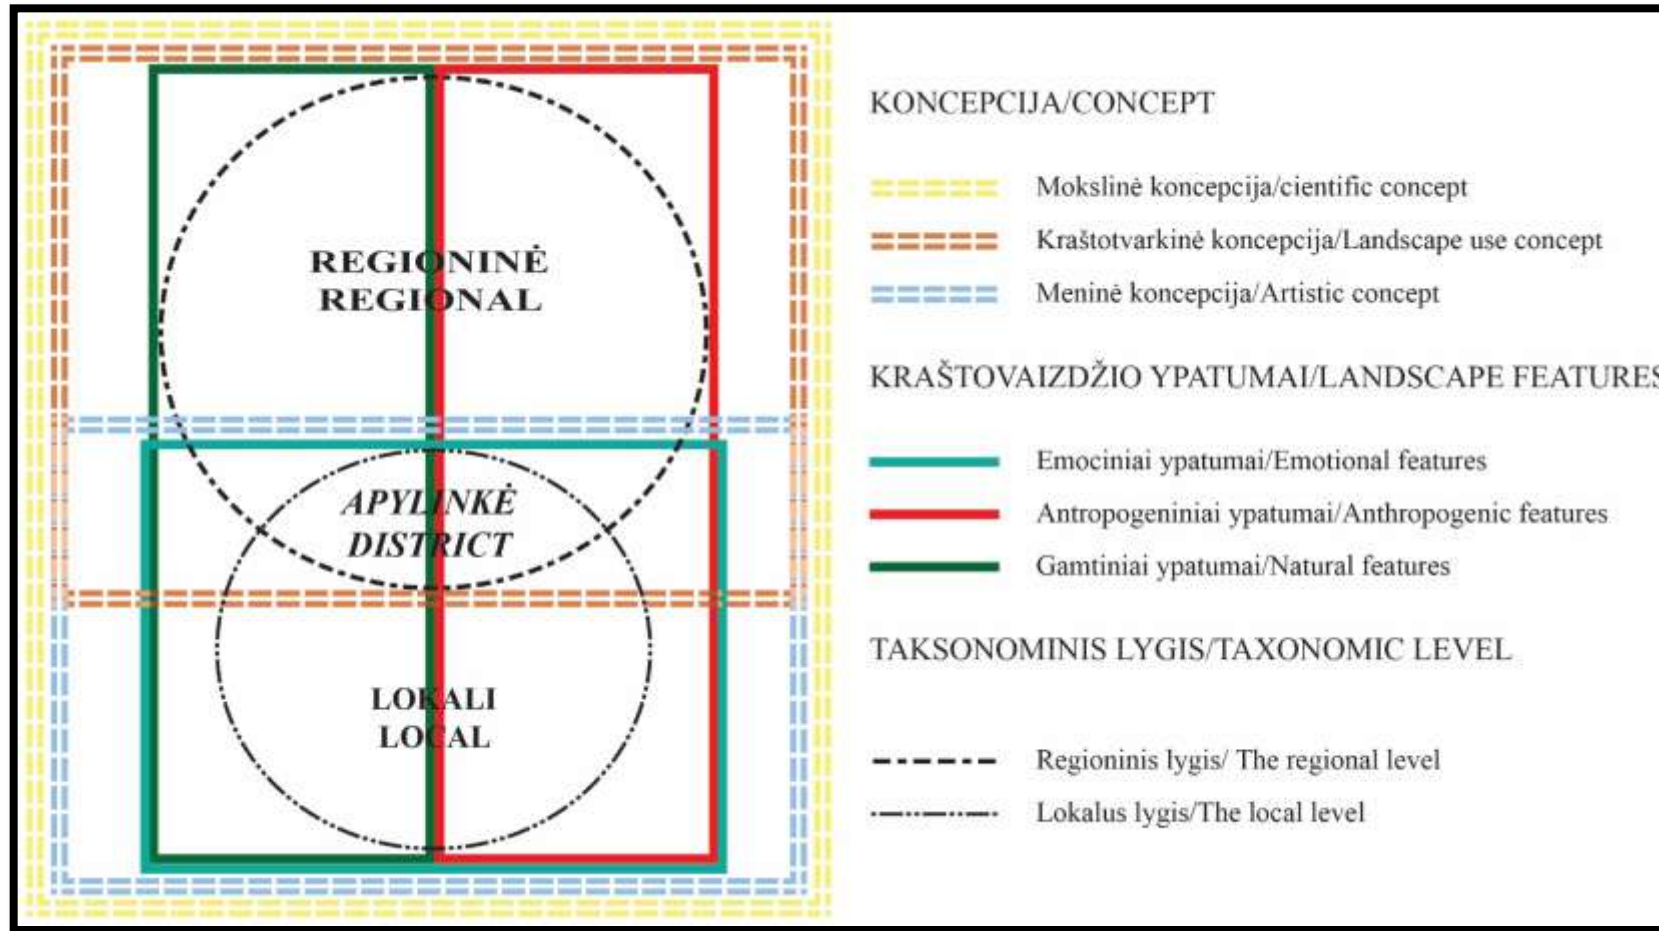 REGIONINĖ
REGIONAL
APYLINKĖ
DISTRICT
LOKALI
LOCAL
KONCEPCIJA/CONCEPT
Mokslinė koncepcija/cientific concept
Kraštotvarkinė koncepcija/Landscape use concept
Meninė koncepcija/Artistic concept
KRAŠTOVAIZDŽIO YPATUMAI/LANDSCAPE FEATURES
Emociniai ypatumai/Emotional features
Antropogeniniai ypatumai/Anthropogenic features
Gamtiniai ypatumai/Natural features
TAKSONOMINIS LYGIS/TAXONOMIC LEVEL
Regioninis lygis/ The regional level
Lokalus lygis/The local level